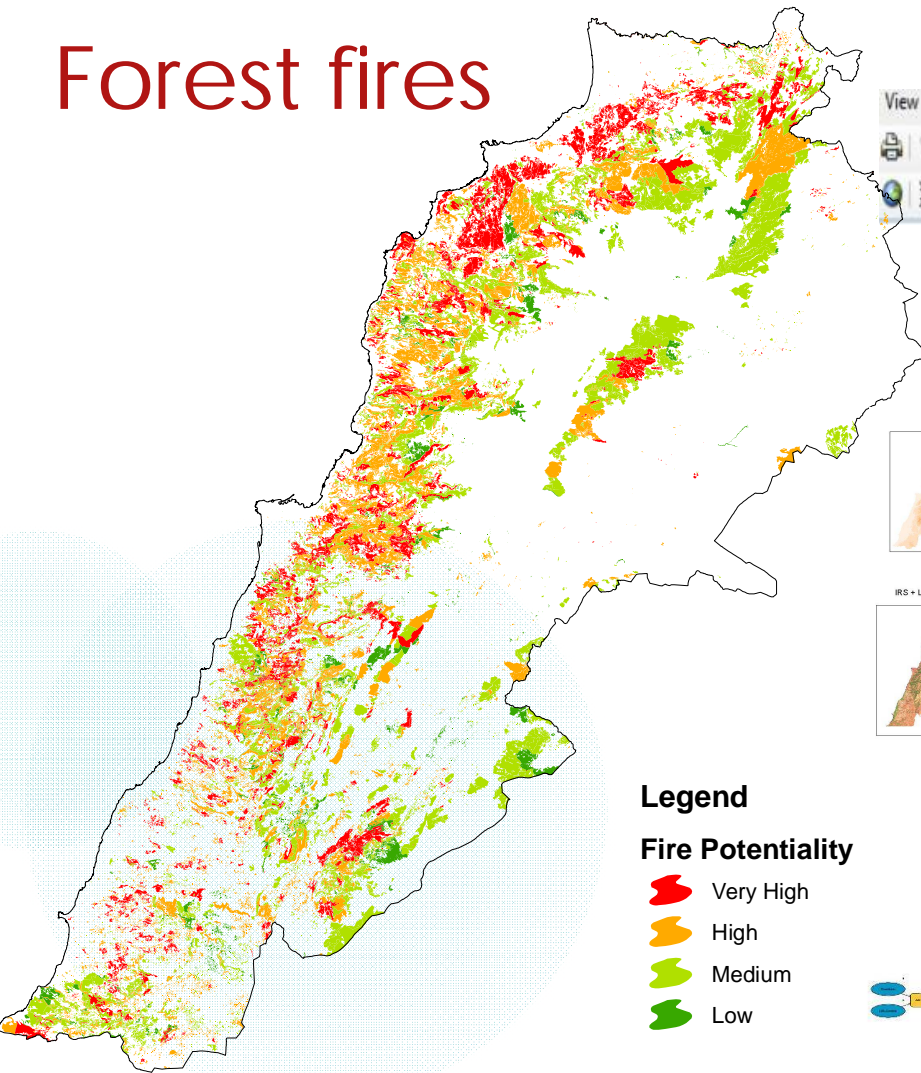 Forest fires
View
IRS + L
Legend
Fire Potentiality
Very High
High
Medium
Low